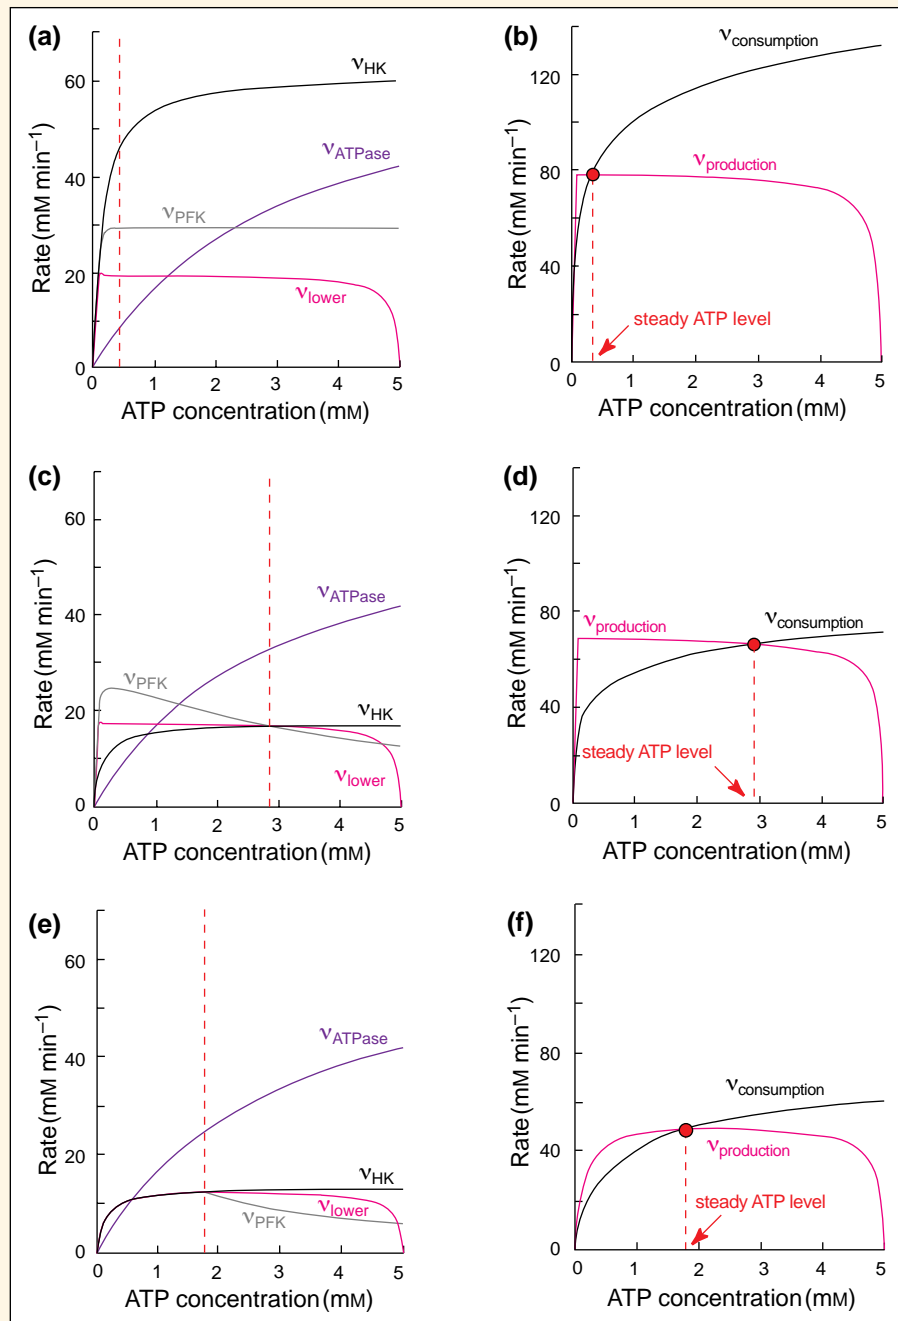 (a)
νHK
νATPase
νPFK
νlower
Rate (mM min⁻¹)
60
40
20
0
0 1 2 3 4 5
ATP concentration (mM)
(b)
νconsumption
νproduction
steady ATP level
Rate (mM min⁻¹)
120
80
40
0
0 1 2 3 4 5
ATP concentration (mM)
(c)
νATPase
νPFK
νHK
νlower
Rate (mM min⁻¹)
60
40
20
0
0 1 2 3 4 5
ATP concentration (mM)
(d)
νproduction
νconsumption
steady ATP level
Rate (mM min⁻¹)
120
80
40
0
0 1 2 3 4 5
ATP concentration (mM)
(e)
νATPase
νHK
νlower
νPFK
Rate (mM min⁻¹)
60
40
20
0
0 1 2 3 4 5
ATP concentration (mM)
(f)
νconsumption
νproduction
steady ATP level
Rate (mM min⁻¹)
120
80
40
0
0 1 2 3 4 5
ATP concentration (mM)